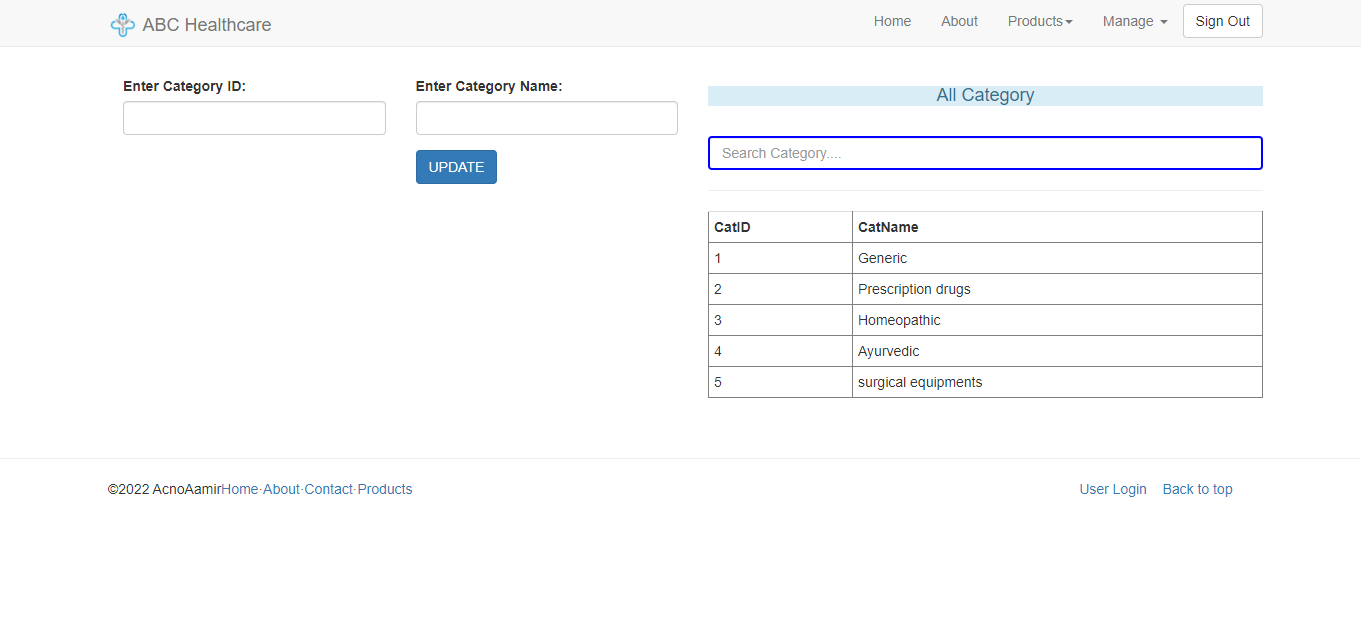 ABC Healthcare Home About Products Manage Sign Out
Enter Category ID:
Enter Category Name:
UPDATE
All Category
Search Category....
CatID CatName
1 Generic
2 Prescription drugs
3 Homeopathic
4 Ayurvedic
5 surgical equipments
©2022 AcnoAamirHome·About·Contact·Products User Login Back to top